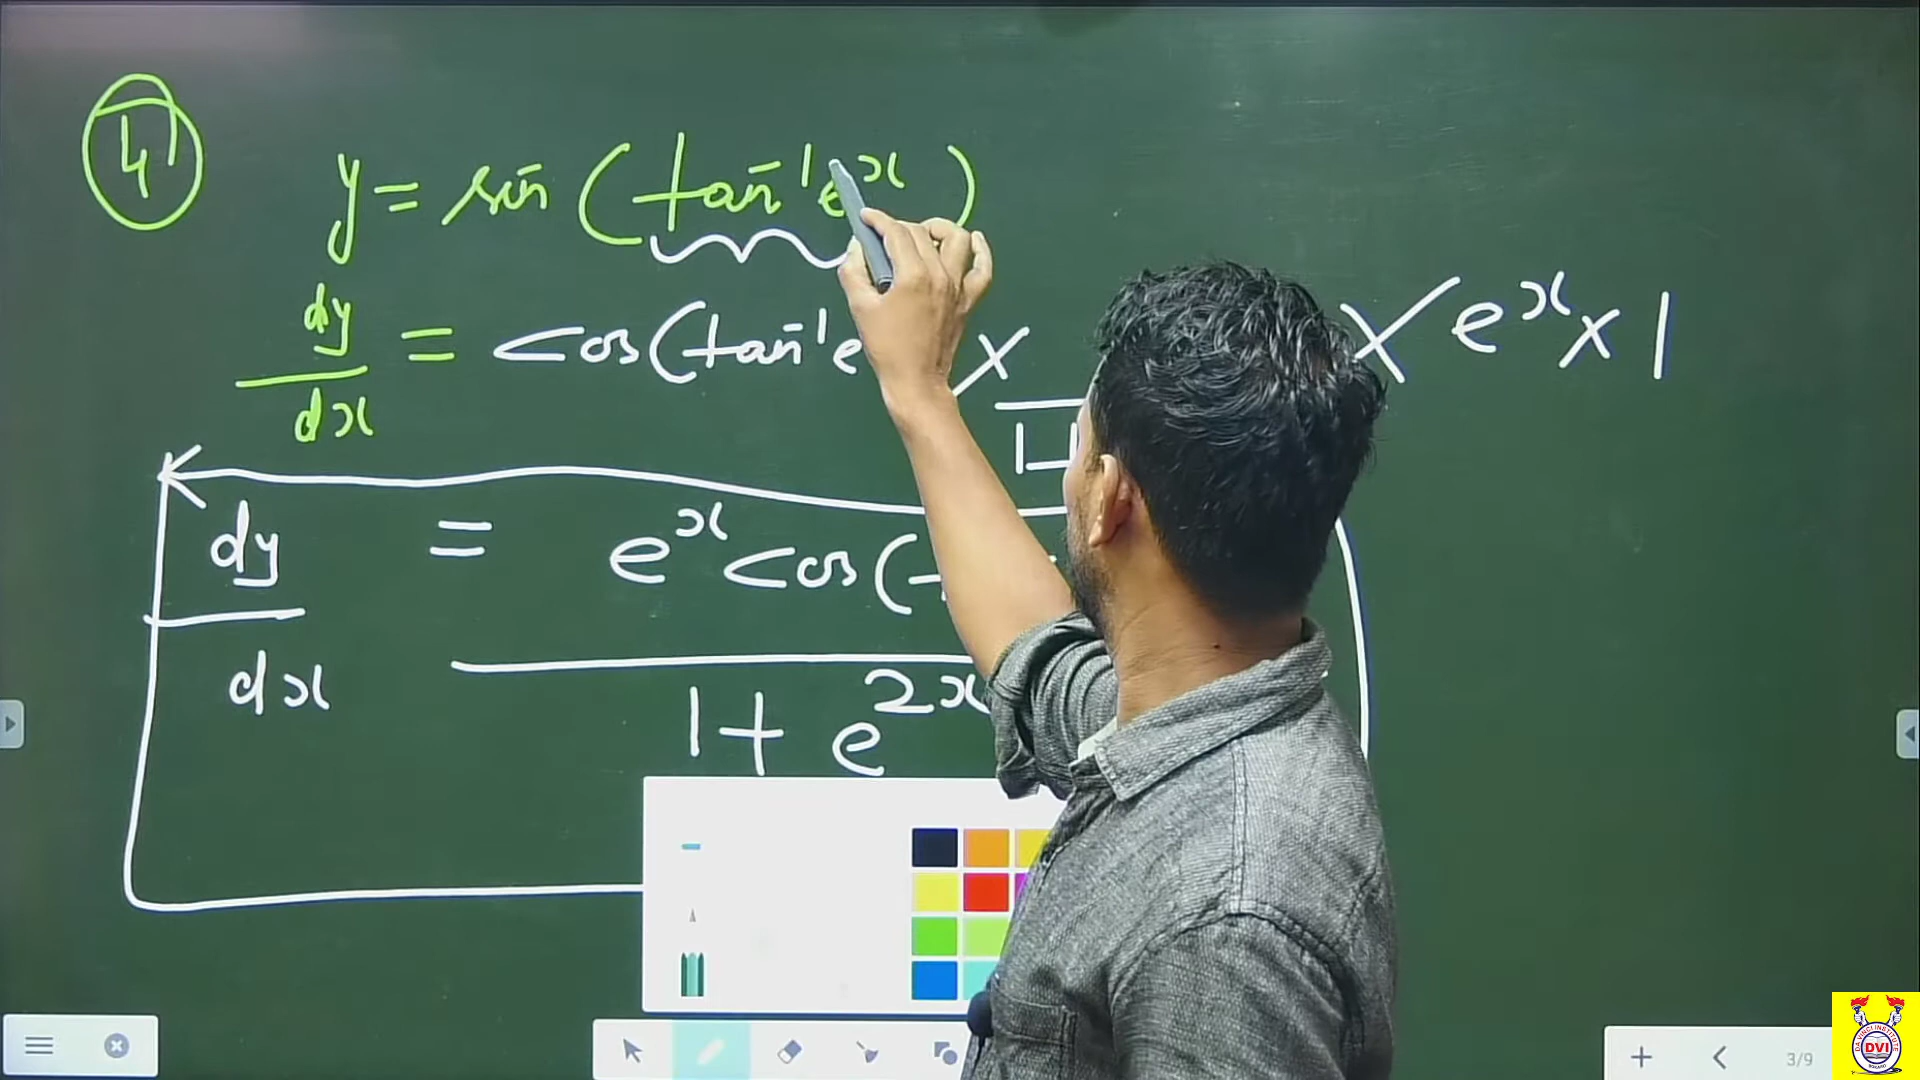 4
y = sin (tan⁻¹eˣ)
dy/dx = cos(tan⁻¹e × × eˣ × 1
dy/dx = eˣ cos(
1 + e²ˣ
3/9
DVI